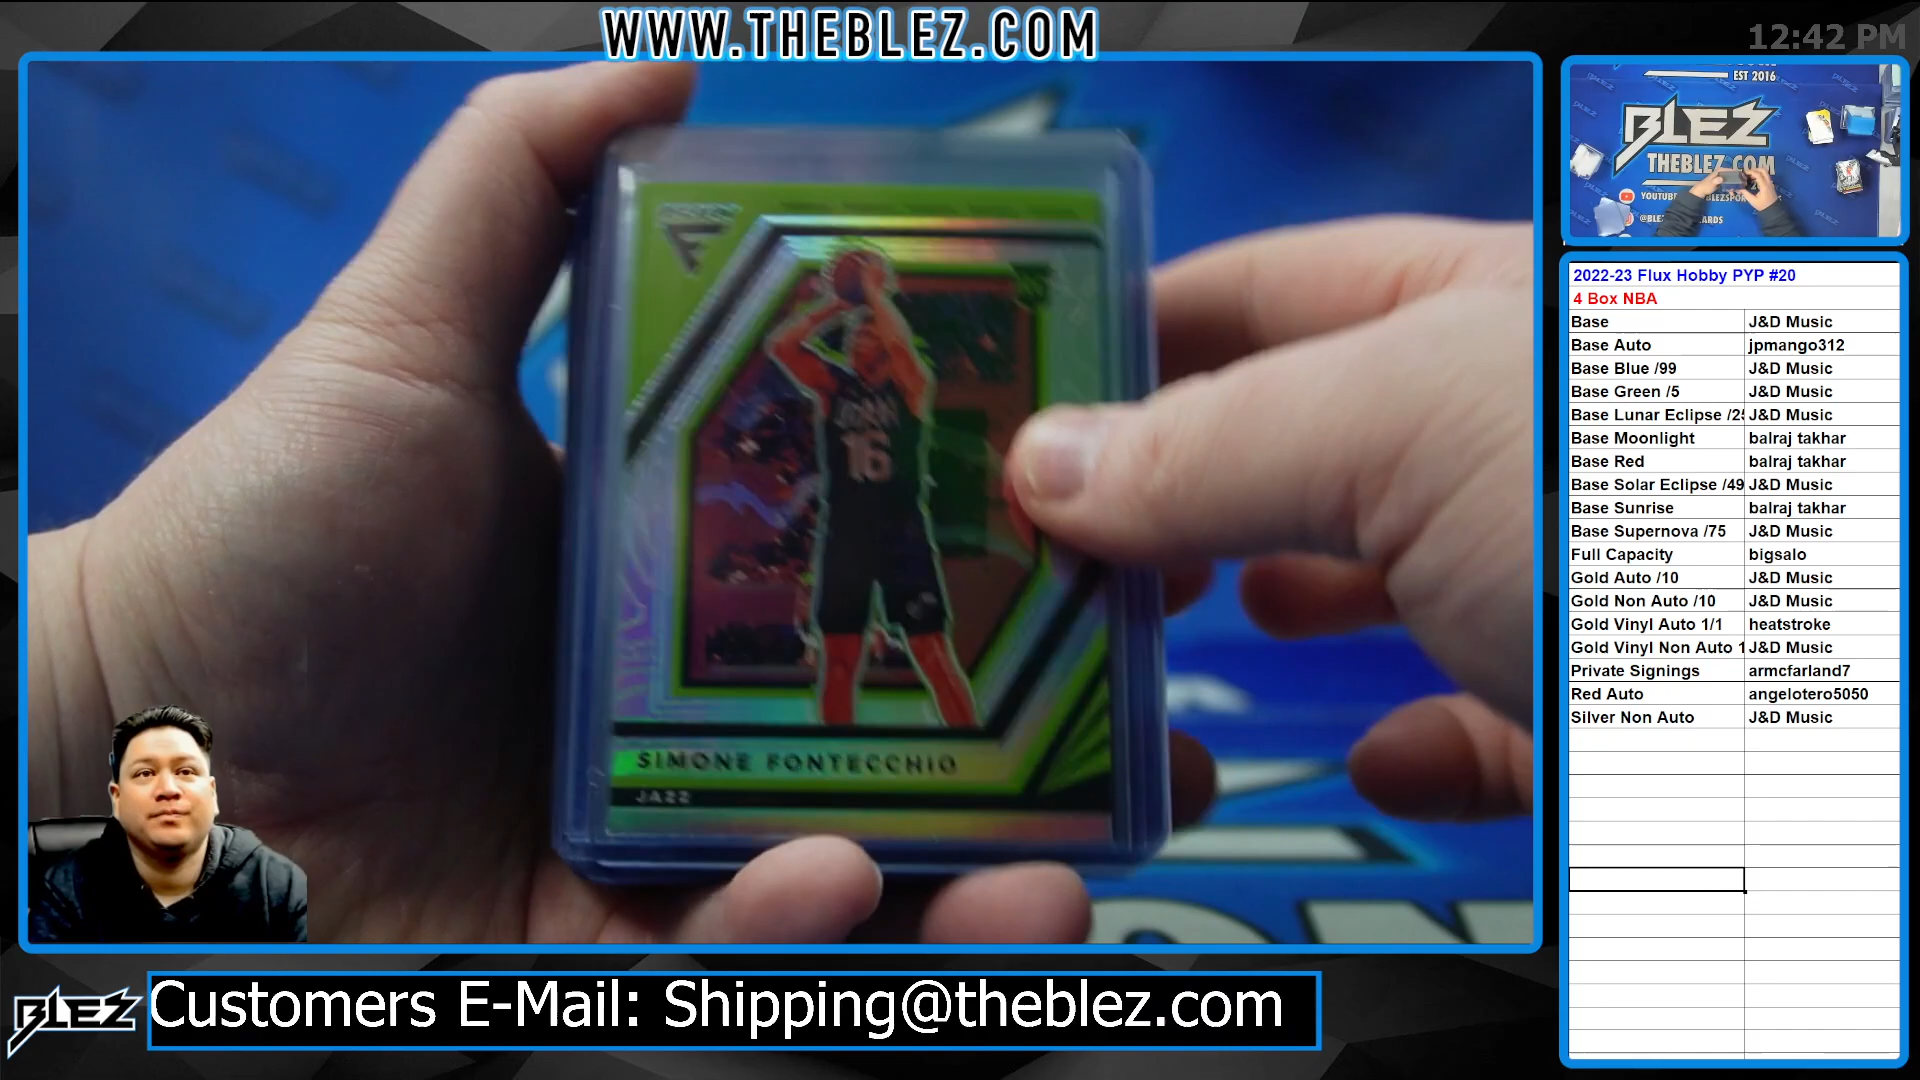 WWW.THEBLEZ.COM
12:42 PM
EST 2016
BLEZ
THEBLEZ.COM
YOUTUBE
RC
16
SIMONE FONTECCHIO
JAZZ
2022-23 Flux Hobby PYP #20
4 Box NBA
Base J&D Music
Base Auto jpmango312
Base Blue /99 J&D Music
Base Green /5 J&D Music
Base Lunar Eclipse /25 J&D Music
Base Moonlight balraj takhar
Base Red balraj takhar
Base Solar Eclipse /49 J&D Music
Base Sunrise balraj takhar
Base Supernova /75 J&D Music
Full Capacity bigsalo
Gold Auto /10 J&D Music
Gold Non Auto /10 J&D Music
Gold Vinyl Auto 1/1 heatstroke
Gold Vinyl Non Auto 1 J&D Music
Private Signings armcfarland7
Red Auto angelotero5050
Silver Non Auto J&D Music
BLEZ
Customers E-Mail: Shipping@theblez.com